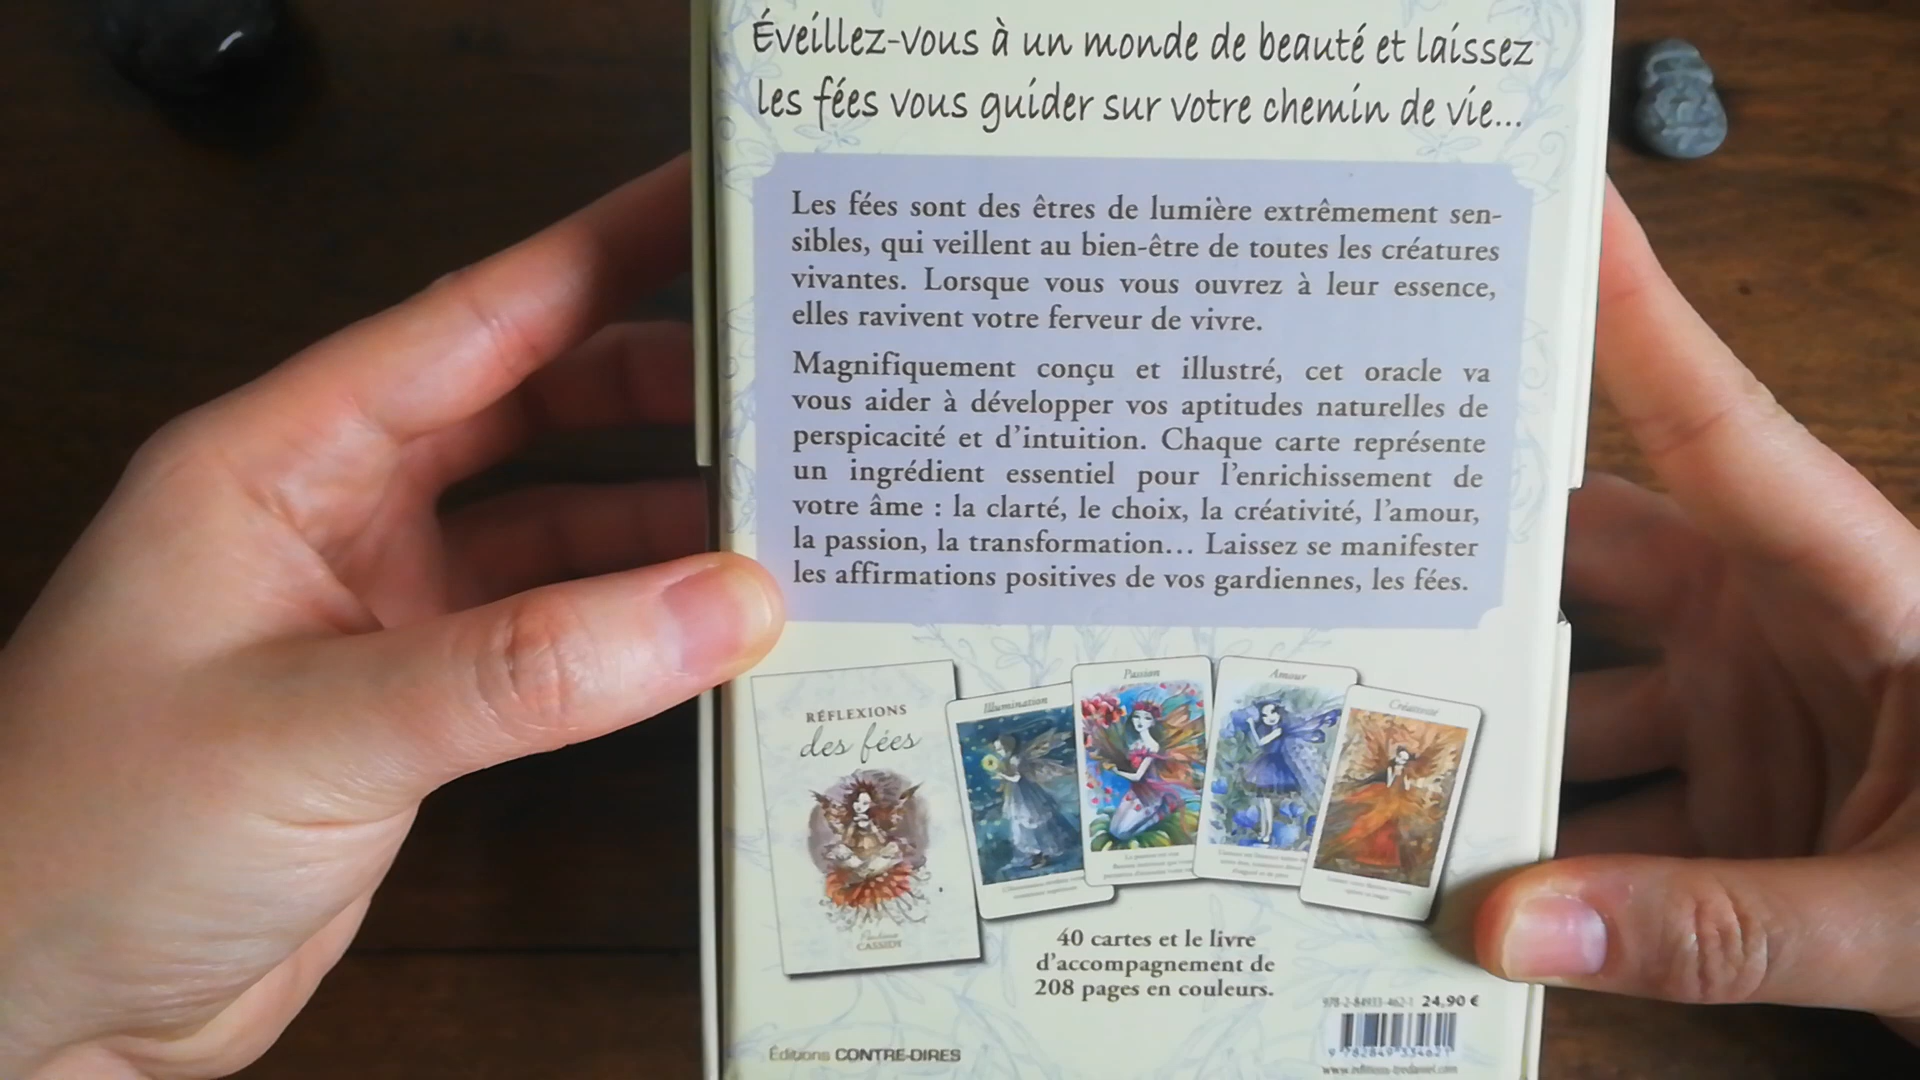 Éveillez-vous à un monde de beauté et laissez
les fées vous guider sur votre chemin de vie...
Les fées sont des êtres de lumière extrêmement sen-
sibles, qui veillent au bien-être de toutes les créatures
vivantes. Lorsque vous vous ouvrez à leur essence,
elles ravivent votre ferveur de vivre.
Magnifiquement conçu et illustré, cet oracle va
vous aider à développer vos aptitudes naturelles de
perspicacité et d'intuition. Chaque carte représente
un ingrédient essentiel pour l'enrichissement de
votre âme : la clarté, le choix, la créativité, l'amour,
la passion, la transformation... Laissez se manifester
les affirmations positives de vos gardiennes, les fées.
RÉFLEXIONS
des fées
CASSIDY
Illumination
Passion
Amour
Créativité
40 cartes et le livre
d'accompagnement de
208 pages en couleurs.
978-2-84933-462-1 24,90 €
9 782849 334621
Éditions CONTRE-DIRES